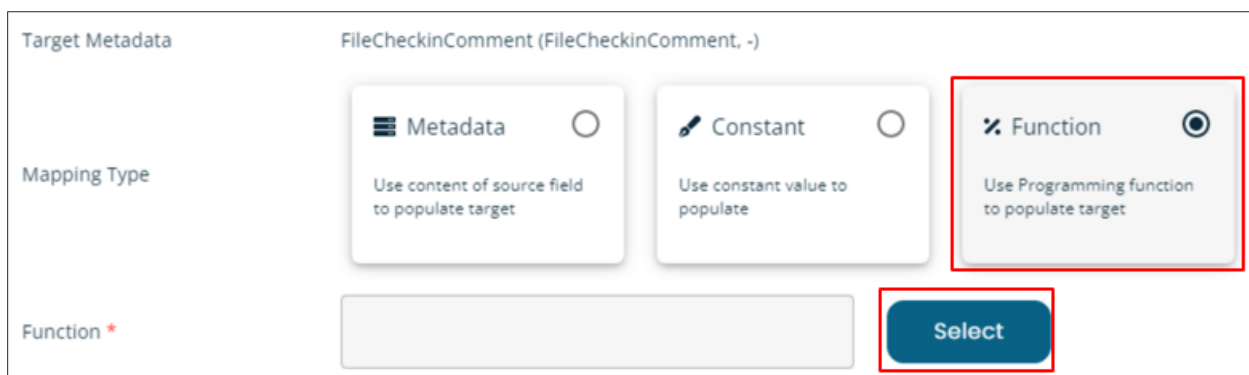 Target Metadata FileCheckinComment (FileCheckinComment, -)
Mapping Type
Metadata
Use content of source field
to populate target
Constant
Use constant value to
populate
Function
Use Programming function
to populate target
Function *
Select